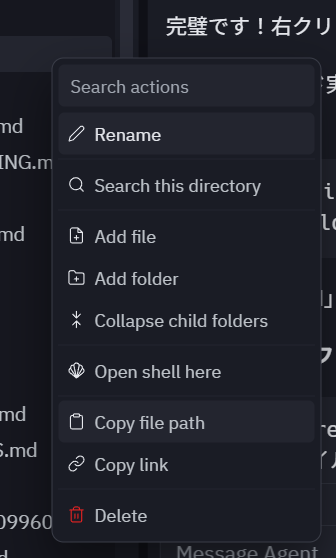 完璧です！右クリ
Search actions
md
Rename
ING.m
Search this directory
md
Add file
Add folder
Collapse child folders
Open shell here
md
Copy file path
S.md
Copy link
09960
Delete
Message Agent